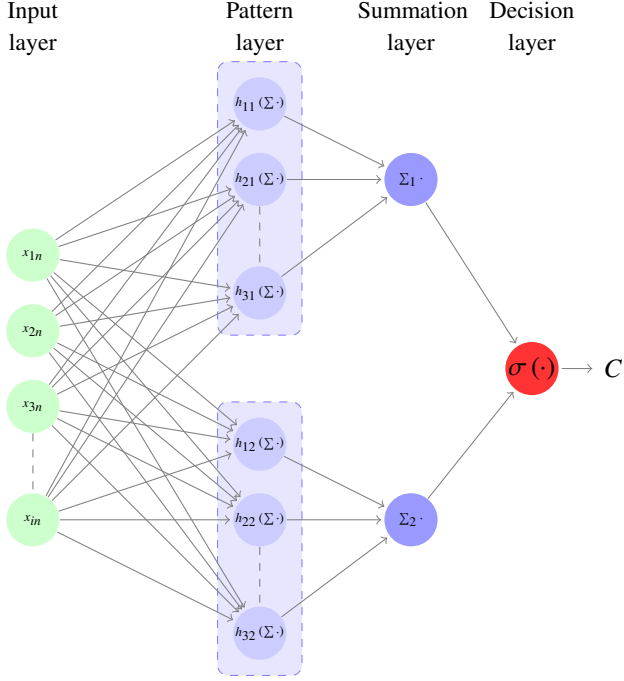 Input layer
Pattern layer
Summation layer
Decision layer
h₁₁ (Σ ·)
h₂₁ (Σ ·)
h₃₁ (Σ ·)
x₁ₙ
x₂ₙ
x₃ₙ
xᵢₙ
h₁₂ (Σ ·)
h₂₂ (Σ ·)
h₃₂ (Σ ·)
Σ₁ ·
Σ₂ ·
σ (·)
C